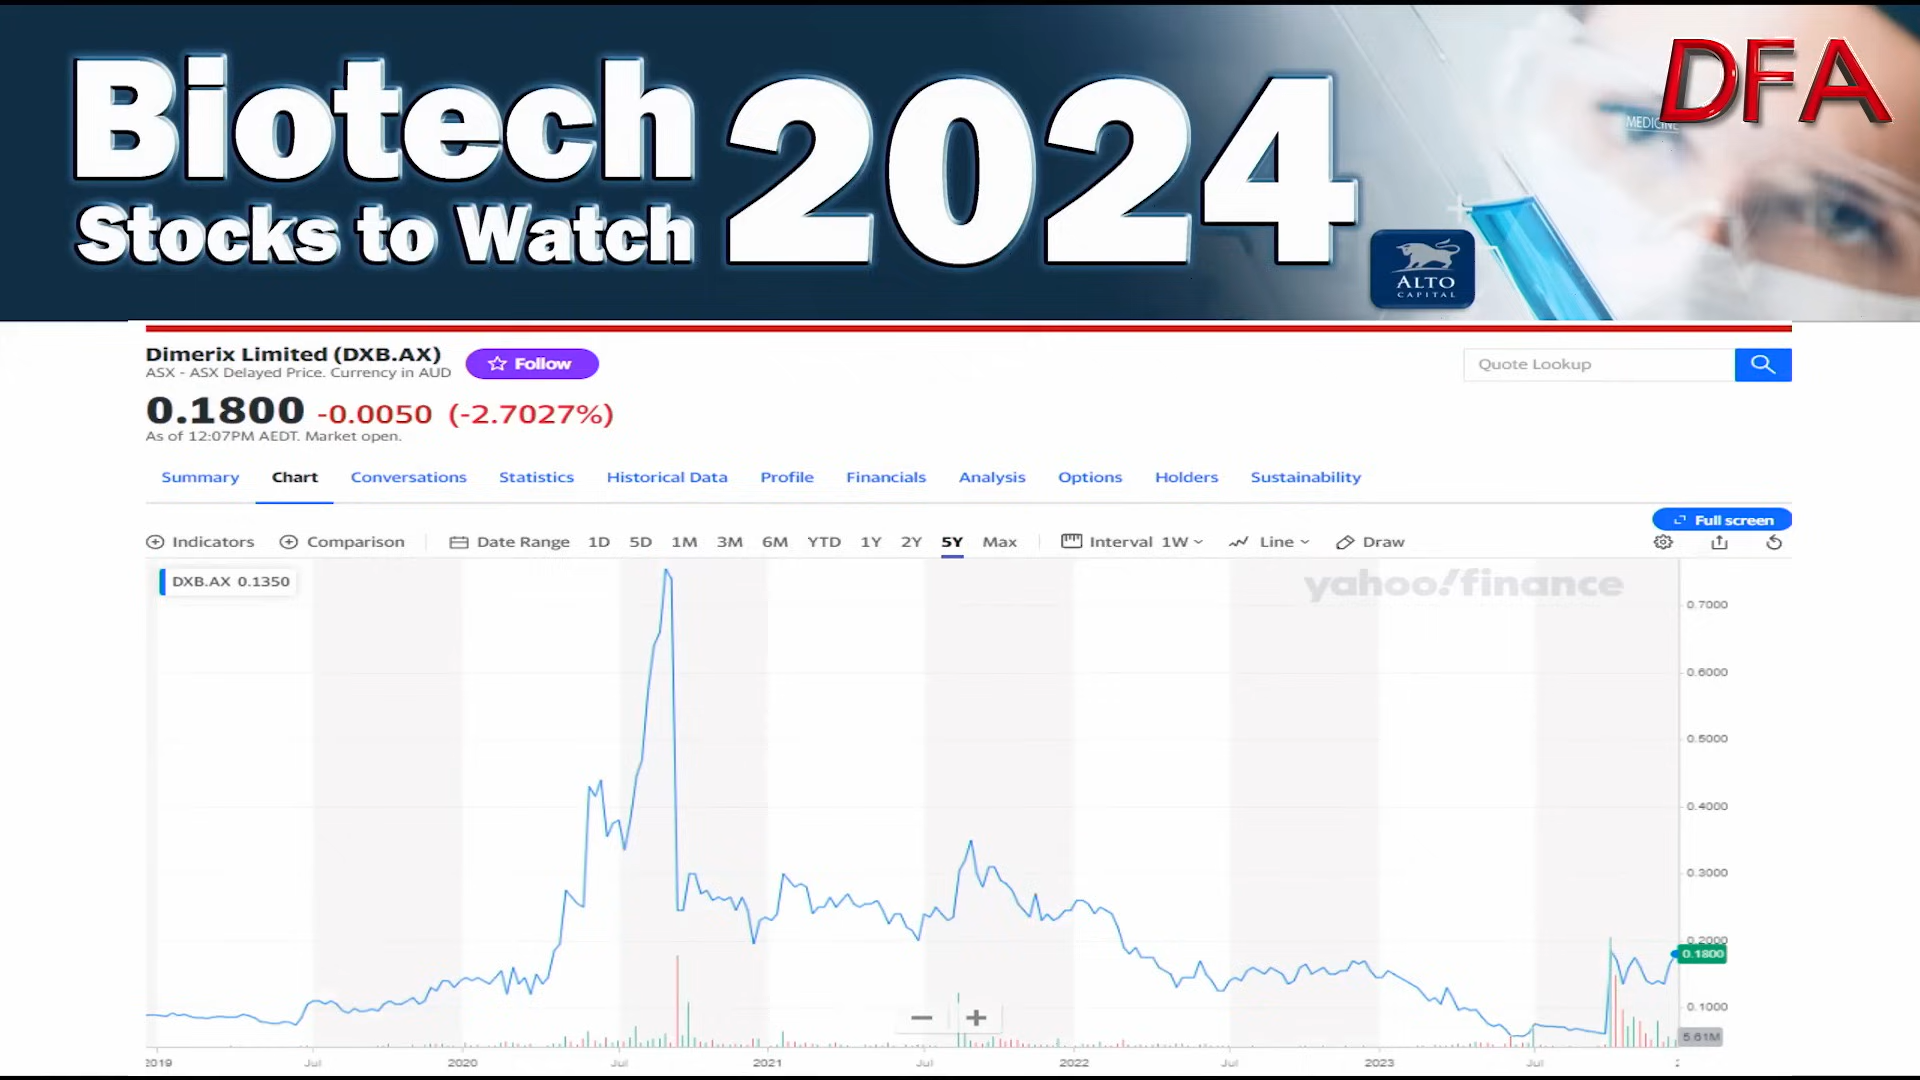 Biotech
Stocks to Watch
2024
DFA
MEDICINE
ALTO
CAPITAL
Dimerix Limited (DXB.AX)
Follow
Quote Lookup
ASX - ASX Delayed Price. Currency in AUD
0.1800 -0.0050 (-2.7027%)
As of 12:07PM AEDT. Market open.
Summary Chart Conversations Statistics Historical Data Profile Financials Analysis Options Holders Sustainability
Full screen
Indicators Comparison Date Range 1D 5D 1M 3M 6M YTD 1Y 2Y 5Y Max Interval 1W Line Draw
DXB.AX 0.1350
yahoo!finance
0.7000
0.6000
0.5000
0.4000
0.3000
0.2000
0.1800
0.1000
5.61M
2019 Jul 2020 Jul 2021 Jul 2022 Jul 2023 Jul